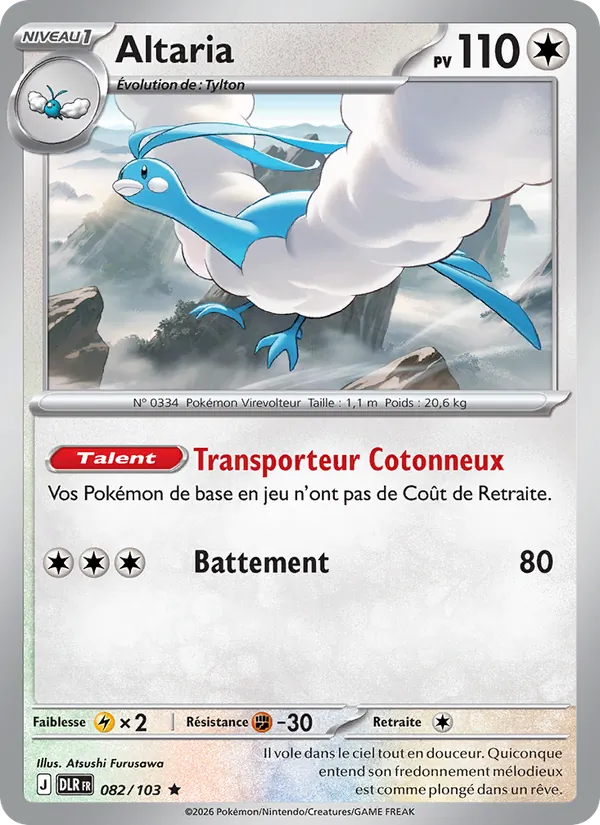 NIVEAU 1
Altaria
PV 110
Évolution de : Tylton
N° 0334 Pokémon Virevolteur Taille : 1,1 m Poids : 20,6 kg
Talent Transporteur Cotonneux
Vos Pokémon de base en jeu n'ont pas de Coût de Retraite.
Battement 80
Faiblesse ×2 Résistance -30 Retraite
Illus. Atsushi Furusawa
Il vole dans le ciel tout en douceur. Quiconque
entend son fredonnement mélodieux
est comme plongé dans un rêve.
J DLR FR 082/103 ★
©2026 Pokémon/Nintendo/Creatures/GAME FREAK